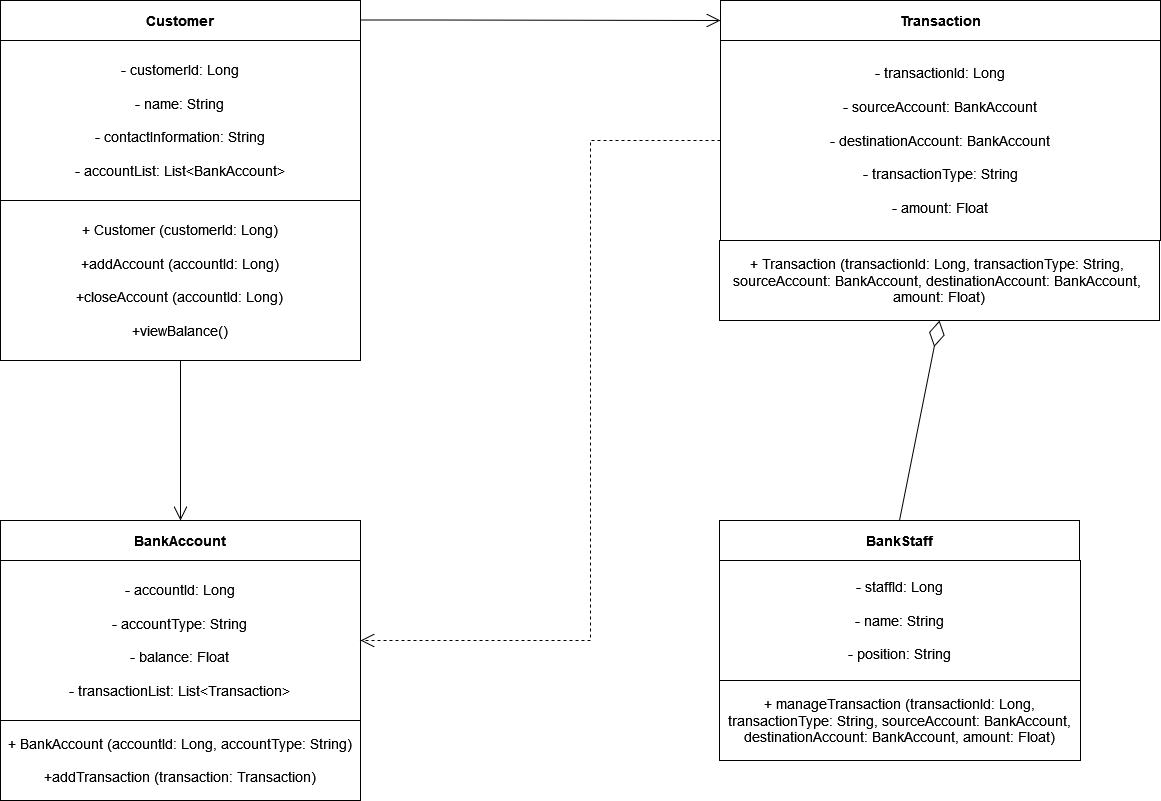 Customer
- customerId: Long
- name: String
- contactInformation: String
- accountList: List<BankAccount>
+ Customer (customerId: Long)
+addAccount (accountId: Long)
+closeAccount (accountId: Long)
+viewBalance()
Transaction
- transactionId: Long
- sourceAccount: BankAccount
- destinationAccount: BankAccount
- transactionType: String
- amount: Float
+ Transaction (transactionId: Long, transactionType: String,
sourceAccount: BankAccount, destinationAccount: BankAccount,
amount: Float)
BankAccount
- accountId: Long
- accountType: String
- balance: Float
- transactionList: List<Transaction>
+ BankAccount (accountId: Long, accountType: String)
+addTransaction (transaction: Transaction)
BankStaff
- staffId: Long
- name: String
- position: String
+ manageTransaction (transactionId: Long,
transactionType: String, sourceAccount: BankAccount,
destinationAccount: BankAccount, amount: Float)